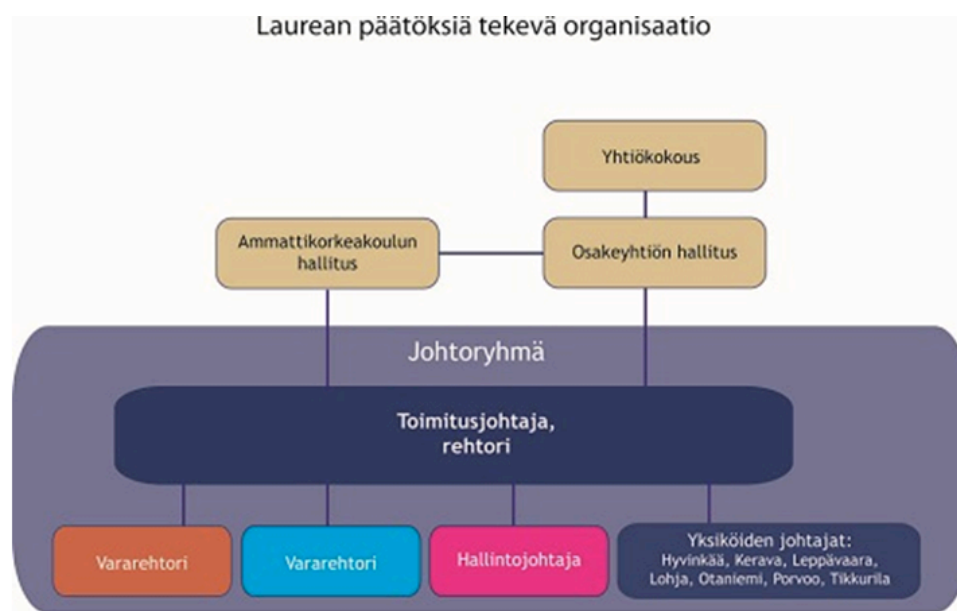 Laurean päätöksiä tekevä organisaatio
Yhtiökokous
Ammattikorkeakoulun
hallitus
Osakeyhtiön hallitus
Johtoryhmä
Toimitusjohtaja,
rehtori
Vararehtori
Vararehtori
Hallintojohtaja
Yksiköiden johtajat:
Hyvinkää, Kerava, Leppävaara,
Lohja, Otaniemi, Porvoo, Tikkurila